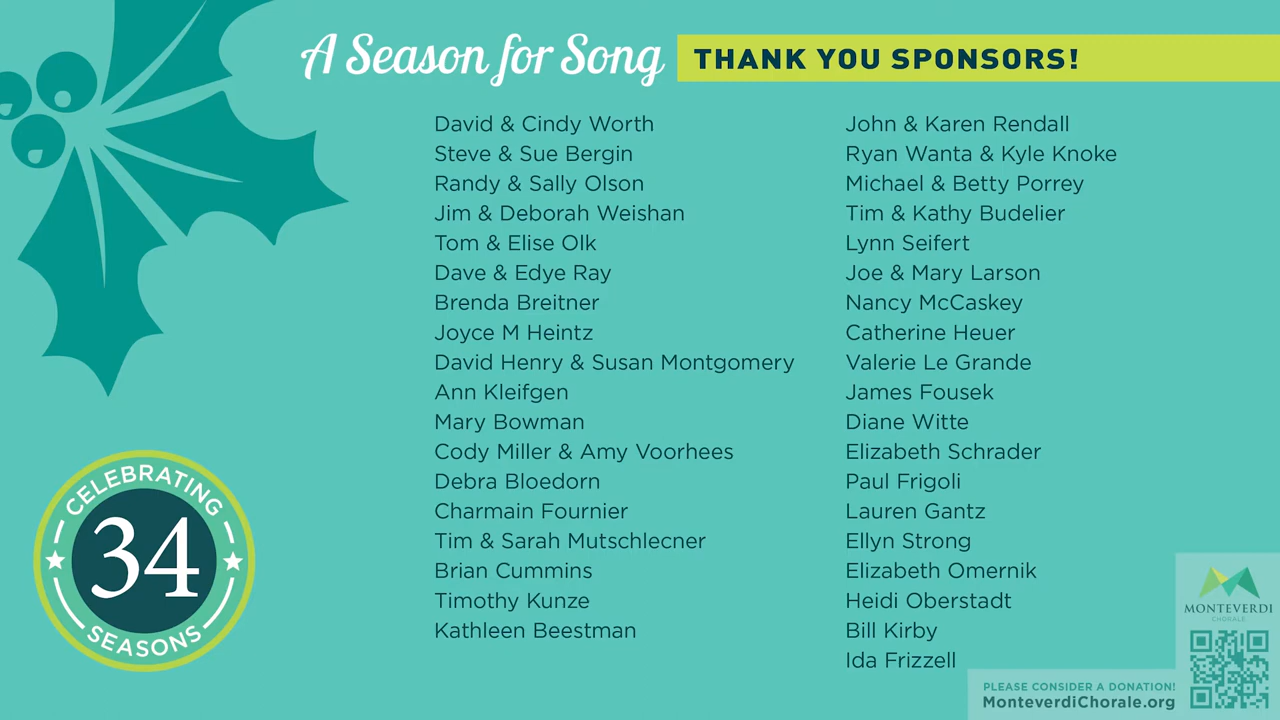 A Season for Song
THANK YOU SPONSORS!
David & Cindy Worth
Steve & Sue Bergin
Randy & Sally Olson
Jim & Deborah Weishan
Tom & Elise Olk
Dave & Edye Ray
Brenda Breitner
Joyce M Heintz
David Henry & Susan Montgomery
Ann Kleifgen
Mary Bowman
Cody Miller & Amy Voorhees
Debra Bloedorn
Charmain Fournier
Tim & Sarah Mutschlecner
Brian Cummins
Timothy Kunze
Kathleen Beestman
John & Karen Rendall
Ryan Wanta & Kyle Knoke
Michael & Betty Porrey
Tim & Kathy Budelier
Lynn Seifert
Joe & Mary Larson
Nancy McCaskey
Catherine Heuer
Valerie Le Grande
James Fousek
Diane Witte
Elizabeth Schrader
Paul Frigoli
Lauren Gantz
Ellyn Strong
Elizabeth Omernik
Heidi Oberstadt
Bill Kirby
Ida Frizzell
CELEBRATING
34
SEASONS
MONTEVERDI
CHORALE
PLEASE CONSIDER A DONATION!
MonteverdiChorale.org